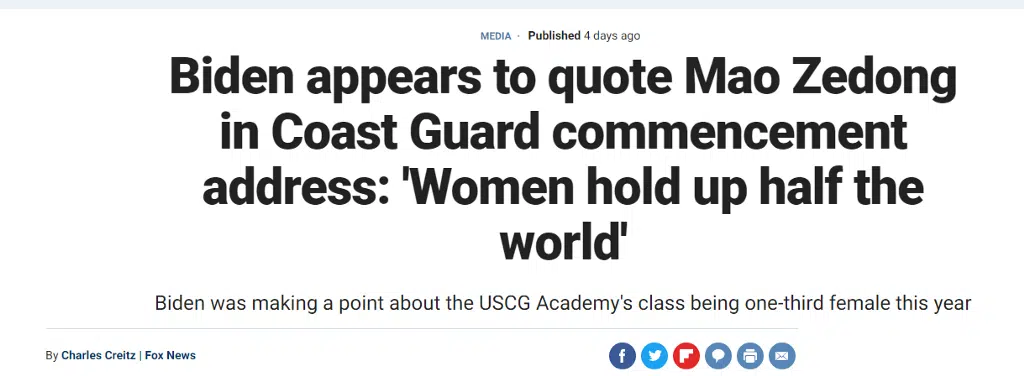 MEDIA · Published 4 days ago
Biden appears to quote Mao Zedong
in Coast Guard commencement
address: 'Women hold up half the
world'
Biden was making a point about the USCG Academy's class being one-third female this year
By Charles Creitz | Fox News